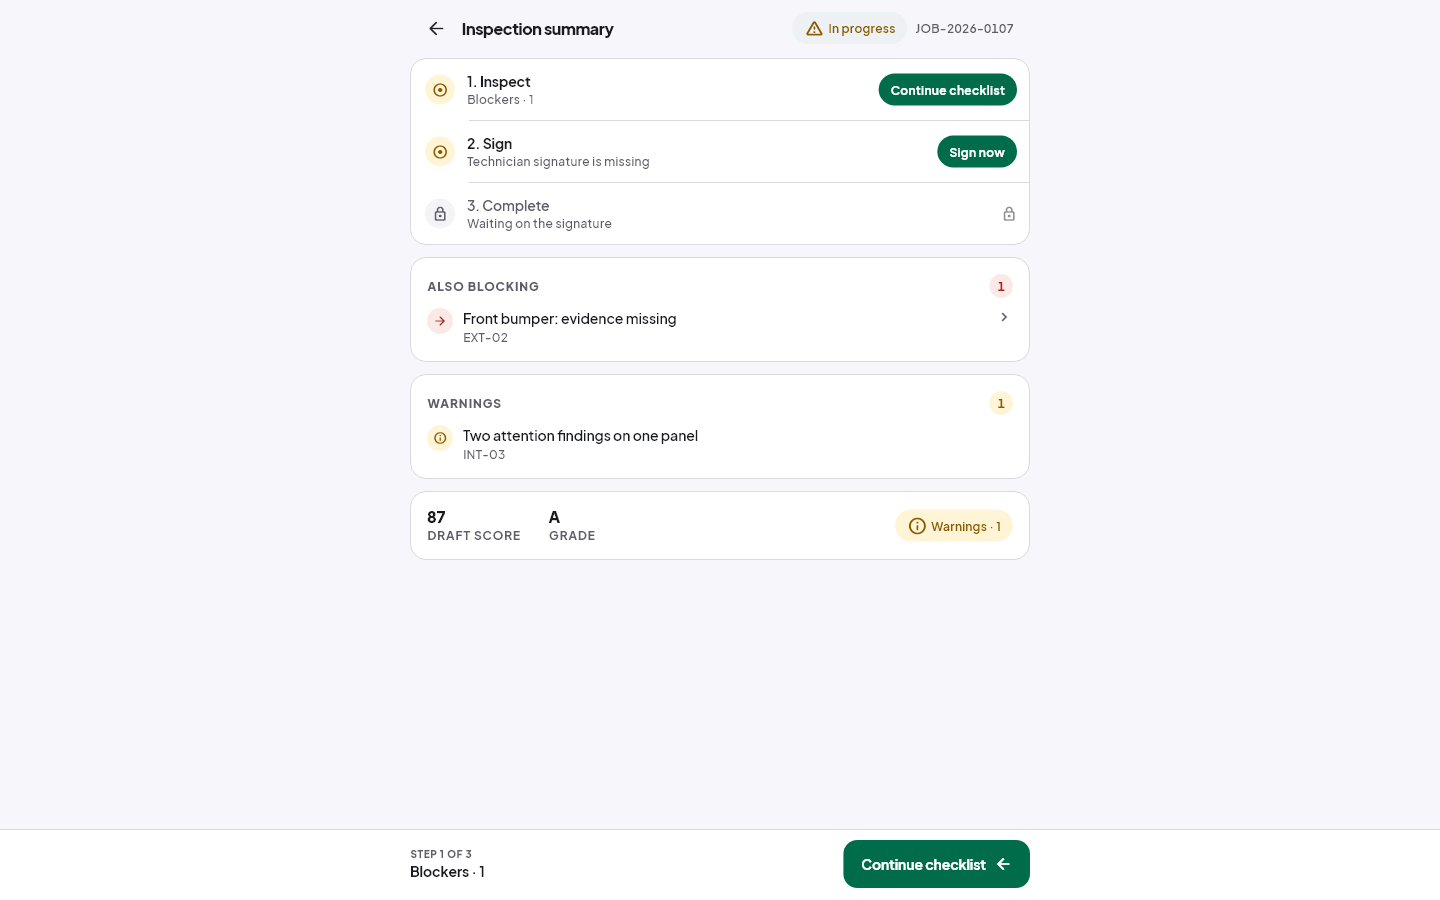 Inspection summary
In progress
JOB-2026-0107
1. Inspect
Blockers · 1
Continue checklist
2. Sign
Technician signature is missing
Sign now
3. Complete
Waiting on the signature
ALSO BLOCKING
1
Front bumper: evidence missing
EXT-02
WARNINGS
1
Two attention findings on one panel
INT-03
87
DRAFT SCORE
A
GRADE
Warnings · 1
STEP 1 OF 3
Blockers · 1
Continue checklist